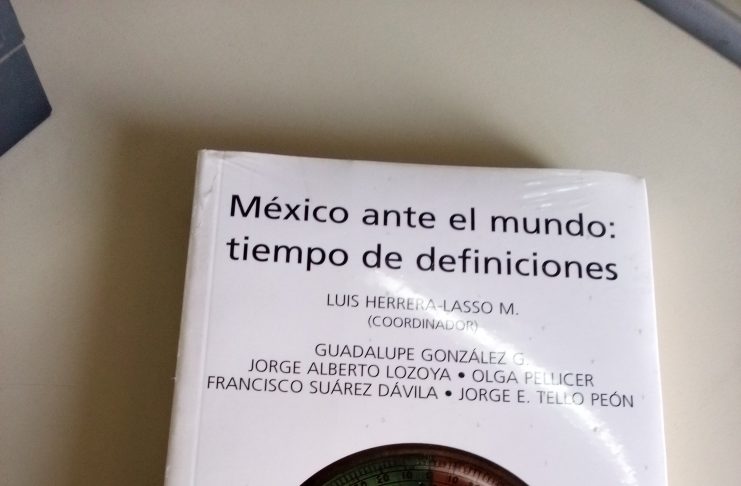 México ante el mundo:
tiempo de definiciones
LUIS HERRERA-LASSO M.
(COORDINADOR)
GUADALUPE GONZÁLEZ G.
JORGE ALBERTO LOZOYA • OLGA PELLICER
FRANCISCO SUÁREZ DÁVILA • JORGE E. TELLO PEÓN